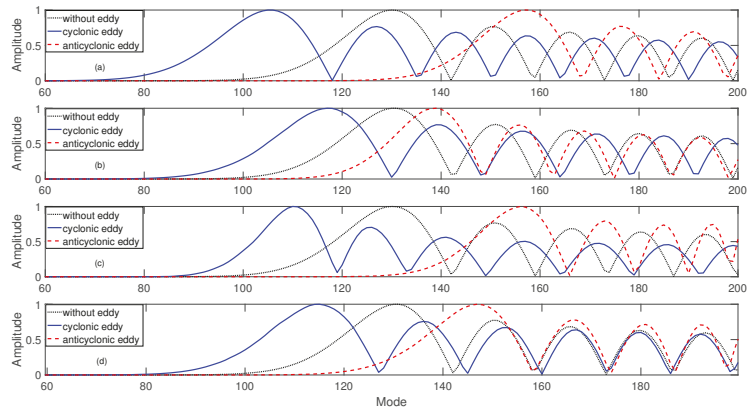 Amplitude
1
0.5
0
without eddy
cyclonic eddy
anticyclonic eddy
(a)
60 80 100 120 140 160 180 200
Amplitude
1
0.5
0
without eddy
cyclonic eddy
anticyclonic eddy
(b)
60 80 100 120 140 160 180 200
Amplitude
1
0.5
0
without eddy
cyclonic eddy
anticyclonic eddy
(c)
60 80 100 120 140 160 180 200
Amplitude
1
0.5
0
without eddy
cyclonic eddy
anticyclonic eddy
(d)
60 80 100 120 140 160 180
Mode